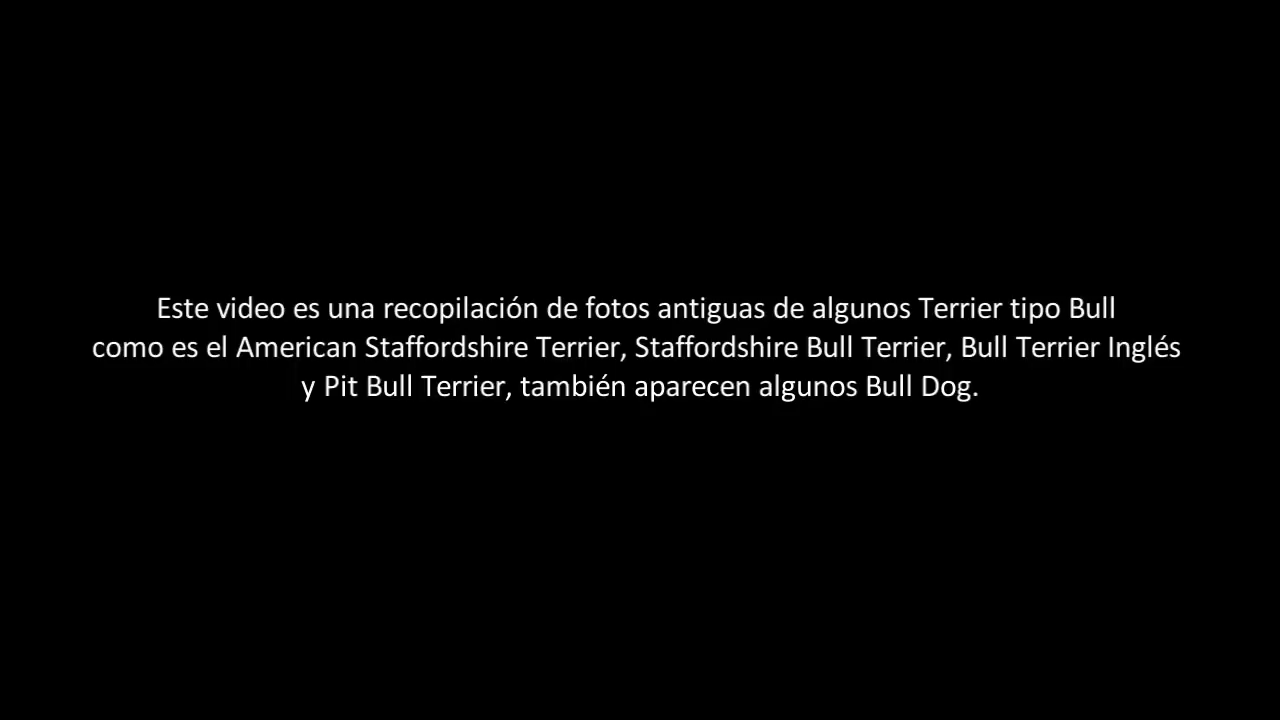 Este video es una recopilación de fotos antiguas de algunos Terrier tipo Bull
como es el American Staffordshire Terrier, Staffordshire Bull Terrier, Bull Terrier Inglés
y Pit Bull Terrier, también aparecen algunos Bull Dog.